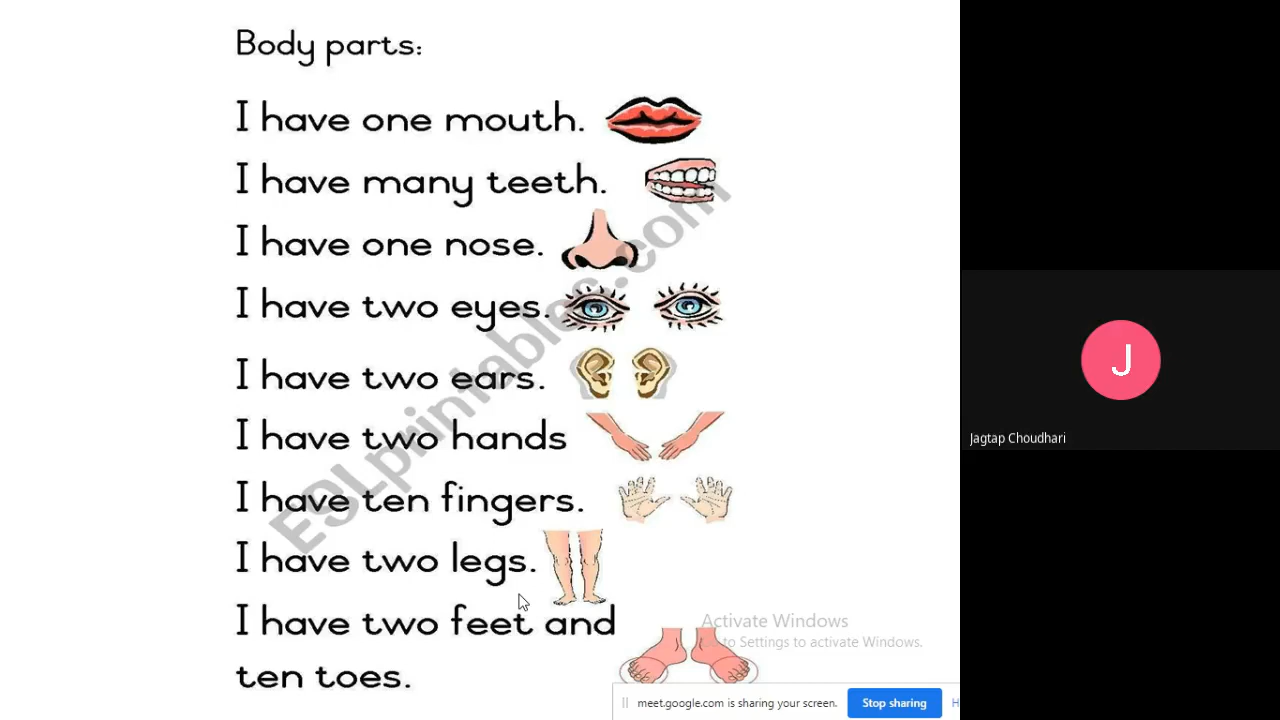 Body parts:
I have one mouth.
I have many teeth.
I have one nose.
I have two eyes.
I have two ears.
I have two hands
I have ten fingers.
I have two legs.
I have two feet and
ten toes.
ESLprintables.com
Activate Windows
to Settings to activate Windows.
meet.google.com is sharing your screen.
Stop sharing
H
J
Jagtap Choudhari